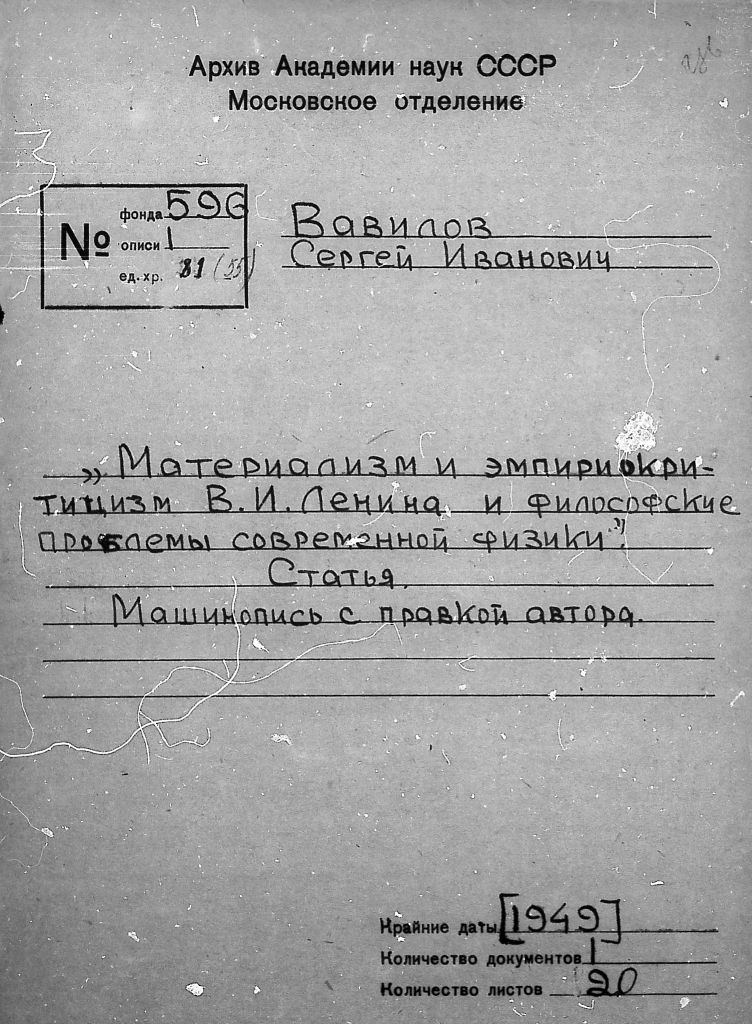 Архив Академии наук СССР
Московское отделение
№
фонда 596
описи 1
ед. хр. 81 (55)
Вавилов
Сергей Иванович
„Материализм и эмпириокри-
тицизм В.И. Ленина и философские
проблемы современной физики".
Статья.
Машинопись с правкой автора.
Крайние даты [1949]
Количество документов 1
Количество листов 20